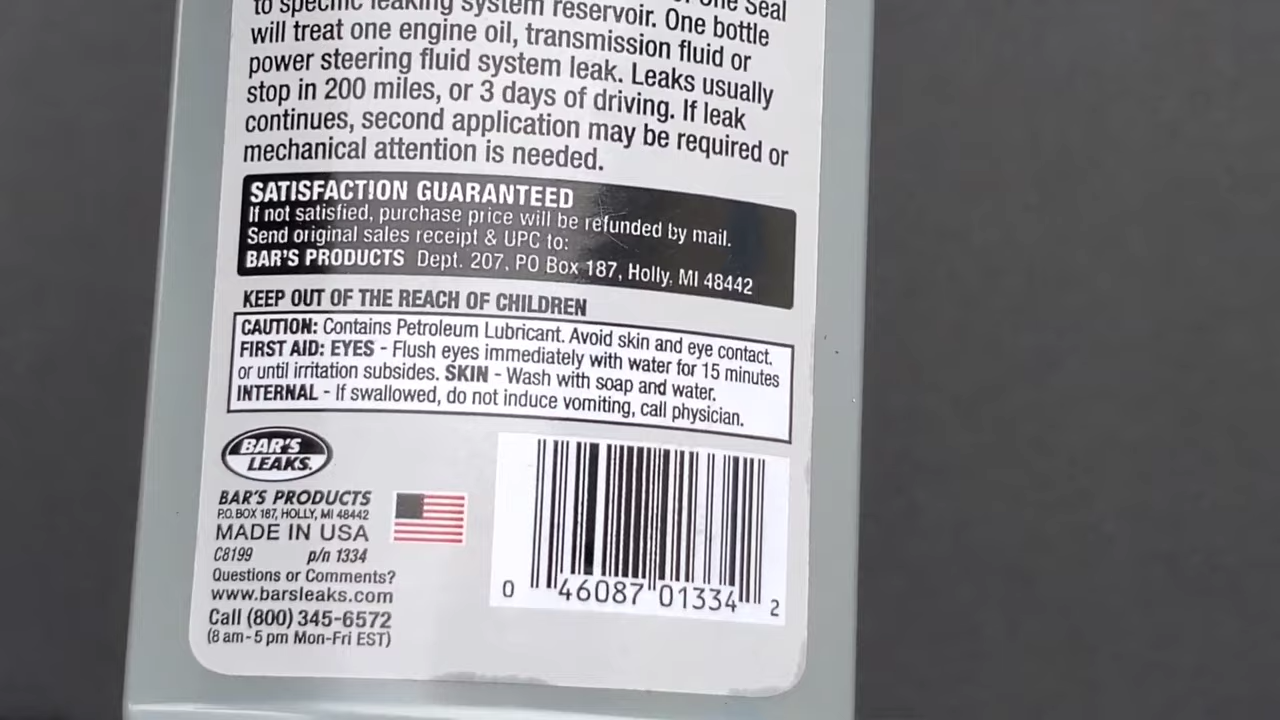 to specific leaking system reservoir. One bottle
One Seal
will treat one engine oil, transmission fluid or
power steering fluid system leak. Leaks usually
stop in 200 miles, or 3 days of driving. If leak
continues, second application may be required or
mechanical attention is needed.
SATISFACTION GUARANTEED
If not satisfied, purchase price will be refunded by mail.
Send original sales receipt & UPC to:
BAR'S PRODUCTS Dept. 207, PO Box 187, Holly, MI 48442
KEEP OUT OF THE REACH OF CHILDREN
CAUTION: Contains Petroleum Lubricant. Avoid skin and eye contact.
FIRST AID: EYES - Flush eyes immediately with water for 15 minutes
or until irritation subsides. SKIN - Wash with soap and water.
INTERNAL - If swallowed, do not induce vomiting, call physician.
BAR'S
LEAKS.
BAR'S PRODUCTS
P.O. BOX 187, HOLLY, MI 48442
MADE IN USA
C8199 p/n 1334
Questions or Comments?
www.barsleaks.com
Call (800) 345-6572
(8 am - 5 pm Mon-Fri EST)
0 46087 01334 2